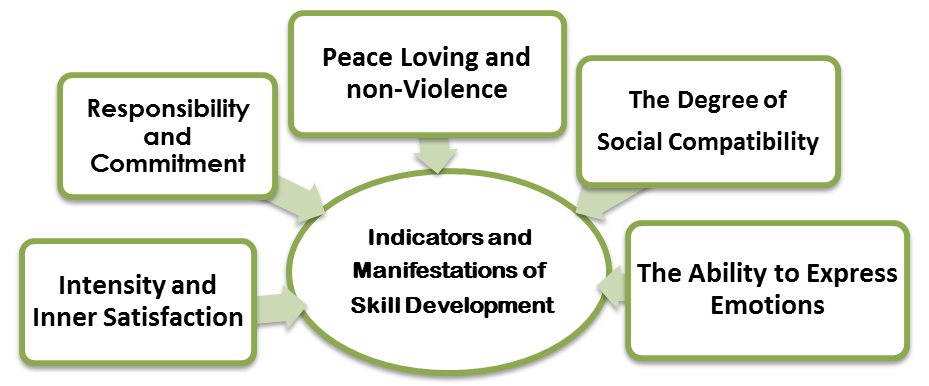 Peace Loving and
non-Violence
Responsibility
and
Commitment
The Degree of
Social Compatibility
Indicators and
Manifestations of
Skill Development
Intensity and
Inner Satisfaction
The Ability to Express
Emotions